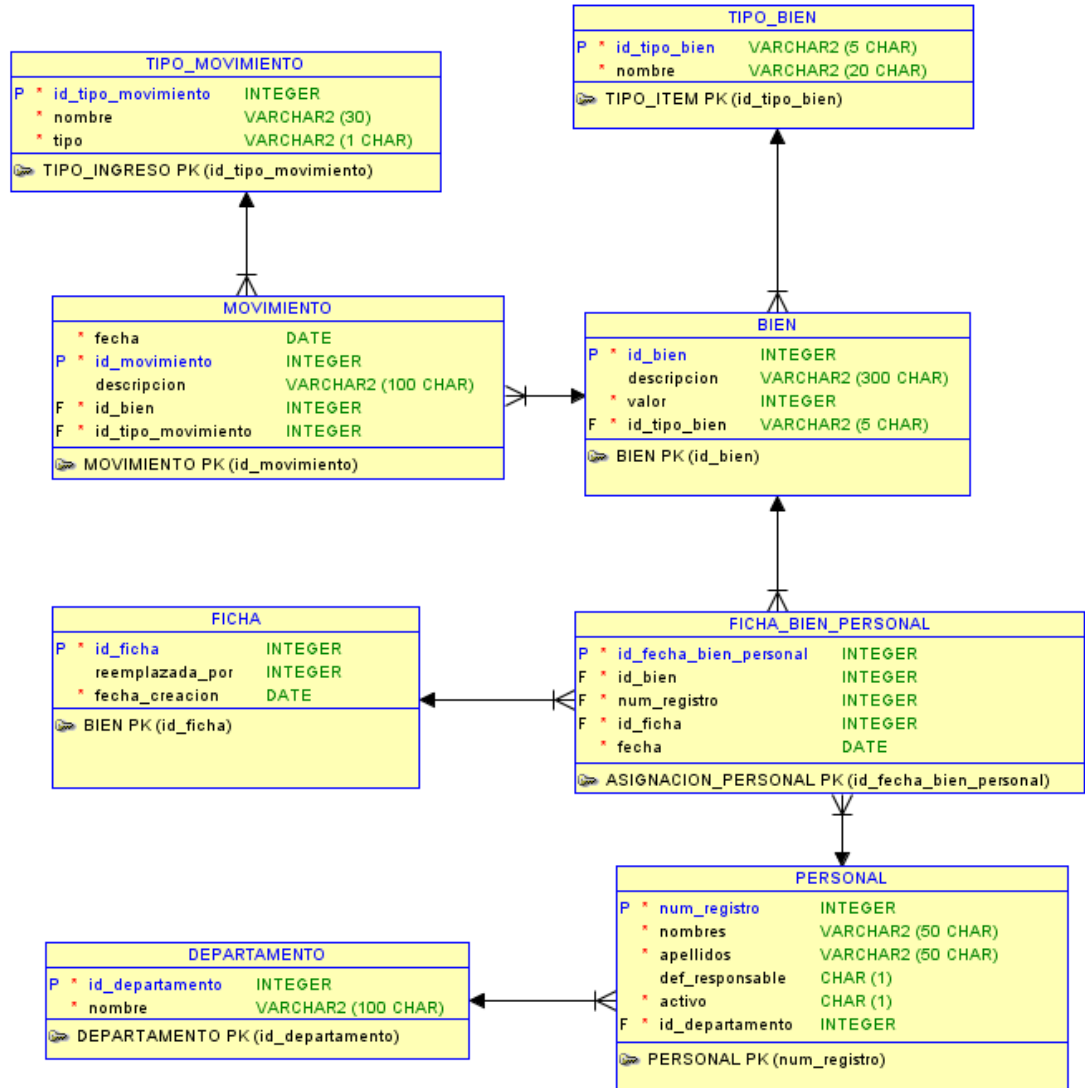 TIPO_BIEN
P * id_tipo_bien VARCHAR2 (5 CHAR)
* nombre VARCHAR2 (20 CHAR)
TIPO_ITEM PK (id_tipo_bien)
TIPO_MOVIMIENTO
P * id_tipo_movimiento INTEGER
* nombre VARCHAR2 (30)
* tipo VARCHAR2 (1 CHAR)
TIPO_INGRESO PK (id_tipo_movimiento)
MOVIMIENTO
* fecha DATE
P * id_movimiento INTEGER
descripcion VARCHAR2 (100 CHAR)
F * id_bien INTEGER
F * id_tipo_movimiento INTEGER
MOVIMIENTO PK (id_movimiento)
BIEN
P * id_bien INTEGER
descripcion VARCHAR2 (300 CHAR)
* valor INTEGER
F * id_tipo_bien VARCHAR2 (5 CHAR)
BIEN PK (id_bien)
FICHA
P * id_ficha INTEGER
reemplazada_por INTEGER
* fecha_creacion DATE
BIEN PK (id_ficha)
FICHA_BIEN_PERSONAL
P * id_fecha_bien_personal INTEGER
F * id_bien INTEGER
F * num_registro INTEGER
F * id_ficha INTEGER
* fecha DATE
ASIGNACION_PERSONAL PK (id_fecha_bien_personal)
PERSONAL
P * num_registro INTEGER
* nombres VARCHAR2 (50 CHAR)
* apellidos VARCHAR2 (50 CHAR)
def_responsable CHAR (1)
* activo CHAR (1)
F * id_departamento INTEGER
PERSONAL PK (num_registro)
DEPARTAMENTO
P * id_departamento INTEGER
* nombre VARCHAR2 (100 CHAR)
DEPARTAMENTO PK (id_departamento)